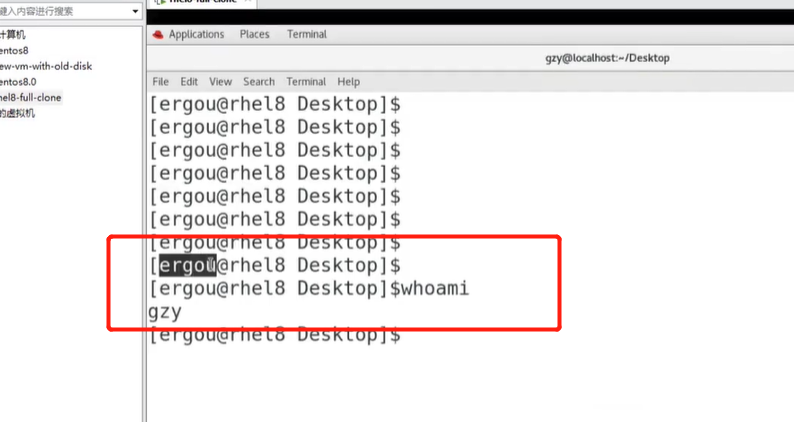 键入内容进行搜索
计算机
entos8
ew-vm-with-old-disk
entos8.0
hel8-full-clone
的虚拟机
rhel8-full-clone
Applications Places Terminal
gzy@localhost:~/Desktop
File Edit View Search Terminal Help
[ergou@rhel8 Desktop]$
[ergou@rhel8 Desktop]$
[ergou@rhel8 Desktop]$
[ergou@rhel8 Desktop]$
[ergou@rhel8 Desktop]$
[ergou@rhel8 Desktop]$
[ergou@rhel8 Desktop]$
[ergou@rhel8 Desktop]$
[ergou@rhel8 Desktop]$whoami
gzy
[ergou@rhel8 Desktop]$